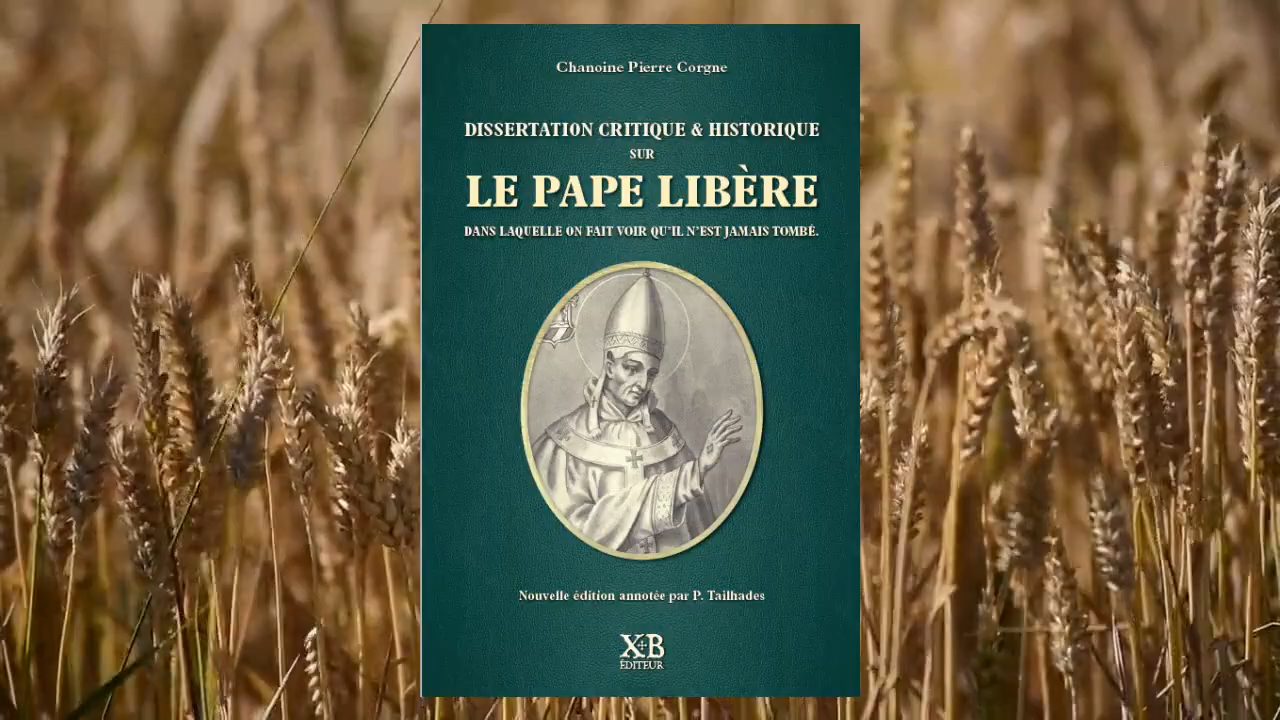 Chanoine Pierre Corgne
DISSERTATION CRITIQUE & HISTORIQUE
SUR
LE PAPE LIBÈRE
DANS LAQUELLE ON FAIT VOIR QU'IL N'EST JAMAIS TOMBÉ.
Nouvelle édition annotée par P. Tailhades
XB
ÉDITEUR